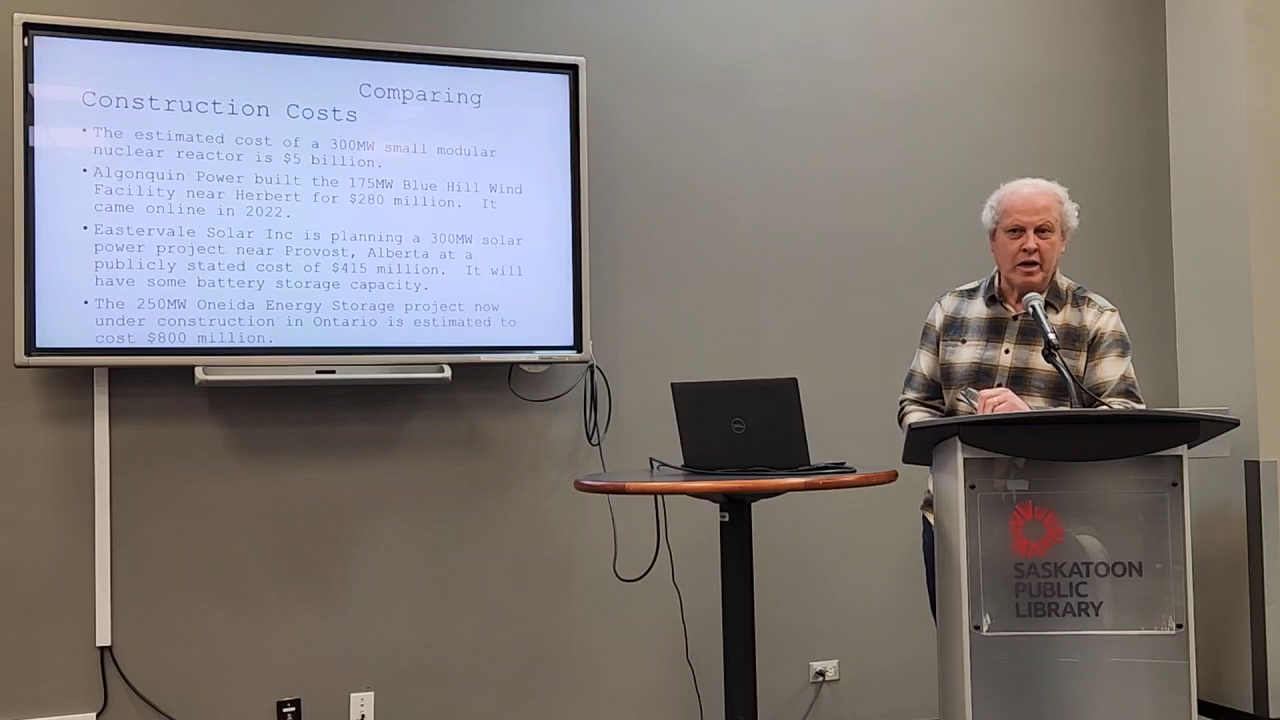 Comparing
Construction Costs
• The estimated cost of a 300MW small modular
nuclear reactor is $5 billion.
• Algonquin Power built the 175MW Blue Hill Wind
Facility near Herbert for $280 million. It
came online in 2022.
• Eastervale Solar Inc is planning a 300MW solar
power project near Provost, Alberta at a
publicly stated cost of $415 million. It will
have some battery storage capacity.
• The 250MW Oneida Energy Storage project now
under construction in Ontario is estimated to
cost $800 million.
DELL
SASKATOON
PUBLIC
LIBRARY